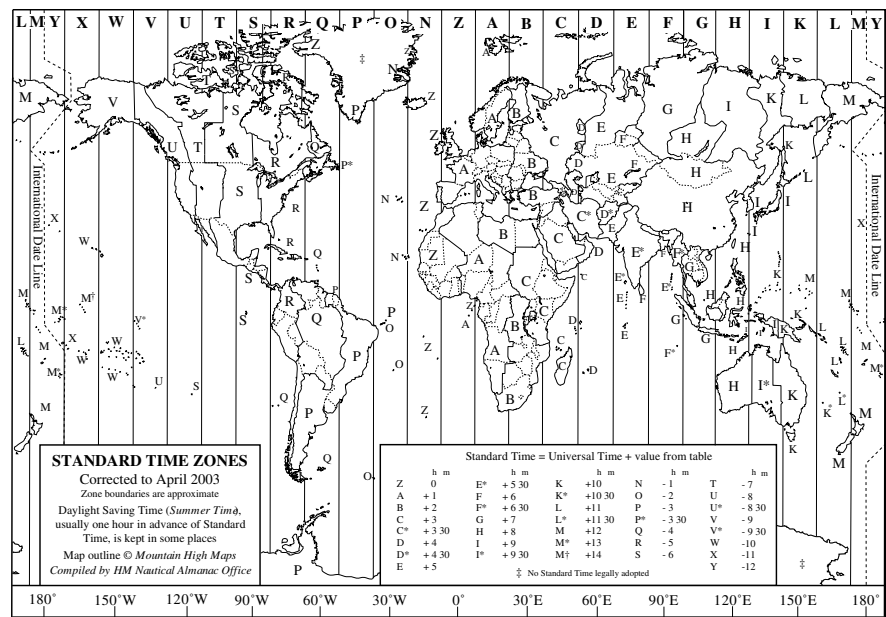 L M Y X W V U T S R Q P O N Z A B C D E F G H I K L M Y
Z A
‡ N
M V T S P Z A B C D E G I K L M
U T R Q P* A B D F H K
International Date Line
S A B D E F H L
X R N Z B C* D* E H I I X
W R Q N Z A B C D E* F* G I H
M M* M† V* S R P Q Z C E* F K M
L M X W S Q P O A B C D E F G H K L
M* W U S P O Z A C D F* H I* K L* M*
M Q P Z B K K* M
International Date Line
STANDARD TIME ZONES
Corrected to April 2003
Zone boundaries are approximate
Daylight Saving Time (Summer Time),
usually one hour in advance of Standard
Time, is kept in some places
Map outline © Mountain High Maps
Compiled by HM Nautical Almanac Office
Q
O
P
Standard Time = Universal Time + value from table
h m h m h m h m h m
Z 0 E* + 5 30 K +10 N - 1 T - 7
A + 1 F + 6 K* +10 30 O - 2 U - 8
B + 2 F* + 6 30 L +11 P - 3 U* - 8 30
C + 3 G + 7 L* +11 30 P* - 3 30 V - 9
C* + 3 30 H + 8 M +12 Q - 4 V* - 9 30
D + 4 I + 9 M* +13 R - 5 W -10
D* + 4 30 I* + 9 30 M† +14 S - 6 X -11
E + 5 Y -12
‡ No Standard Time legally adopted
‡
180° 150°W 120°W 90°W 60°W 30°W 0° 30°E 60°E 90°E 120°E 150°E 180°